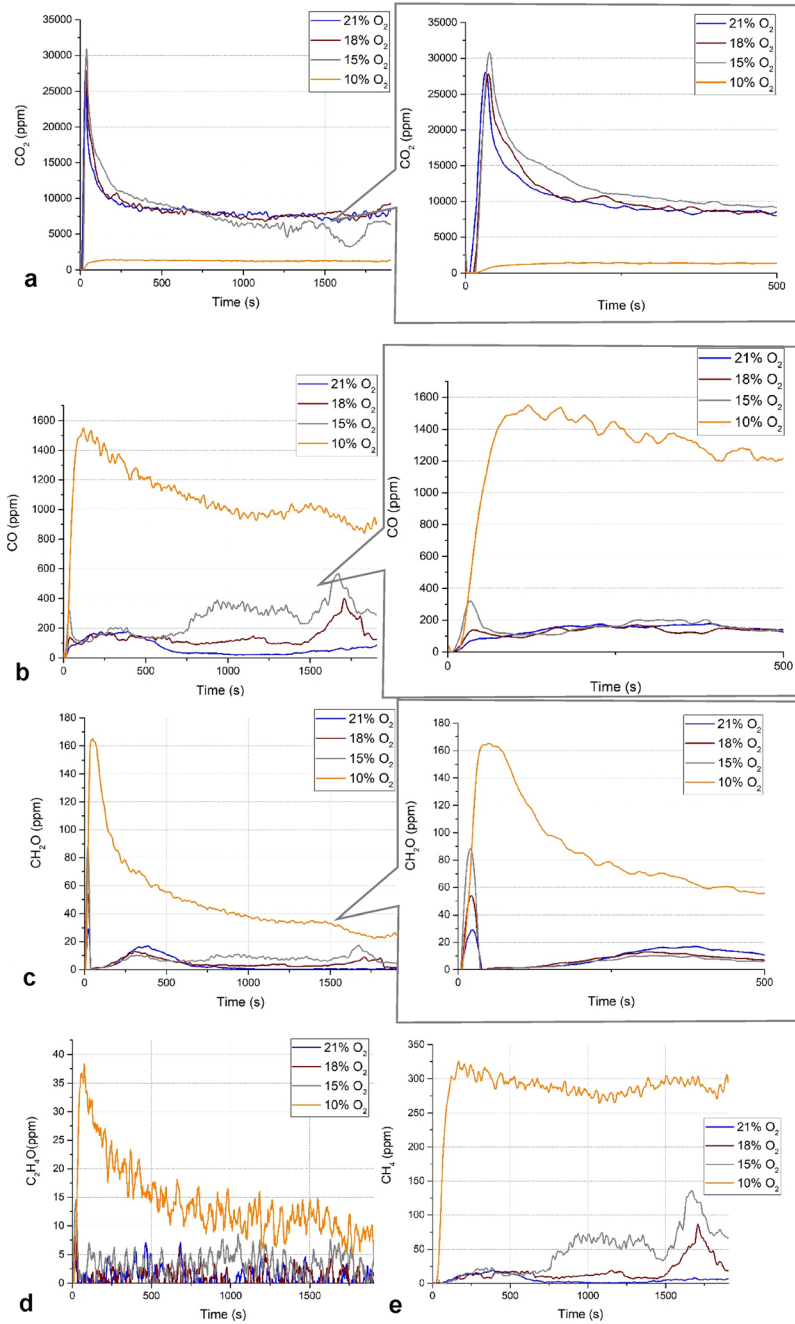 21% O2
18% O2
15% O2
10% O2
CO2 (ppm)
35000
30000
25000
20000
15000
10000
5000
0
0
500
1000
1500
Time (s)
a
21% O2
18% O2
15% O2
10% O2
CO2 (ppm)
35000
30000
25000
20000
15000
10000
5000
0
0
500
Time (s)
21% O2
18% O2
15% O2
10% O2
CO (ppm)
1600
1400
1200
1000
800
600
400
200
0
0
500
1000
1500
Time (s)
b
21% O2
18% O2
15% O2
10% O2
CO (ppm)
1600
1400
1200
1000
800
600
400
200
0
0
500
Time (s)
21% O2
18% O2
15% O2
10% O2
CH2O (ppm)
180
160
140
120
100
80
60
40
20
0
0
500
1000
1500
Time (s)
c
21% O2
18% O2
15% O2
10% O2
CH2O (ppm)
180
160
140
120
100
80
60
40
20
0
0
500
Time (s)
21% O2
18% O2
15% O2
10% O2
C2H4O(ppm)
40
35
30
25
20
15
10
5
0
0
500
1000
1500
Time (s)
d
21% O2
18% O2
15% O2
10% O2
CH4 (ppm)
350
300
250
200
150
100
50
0
0
500
1000
1500
Time (s)
e